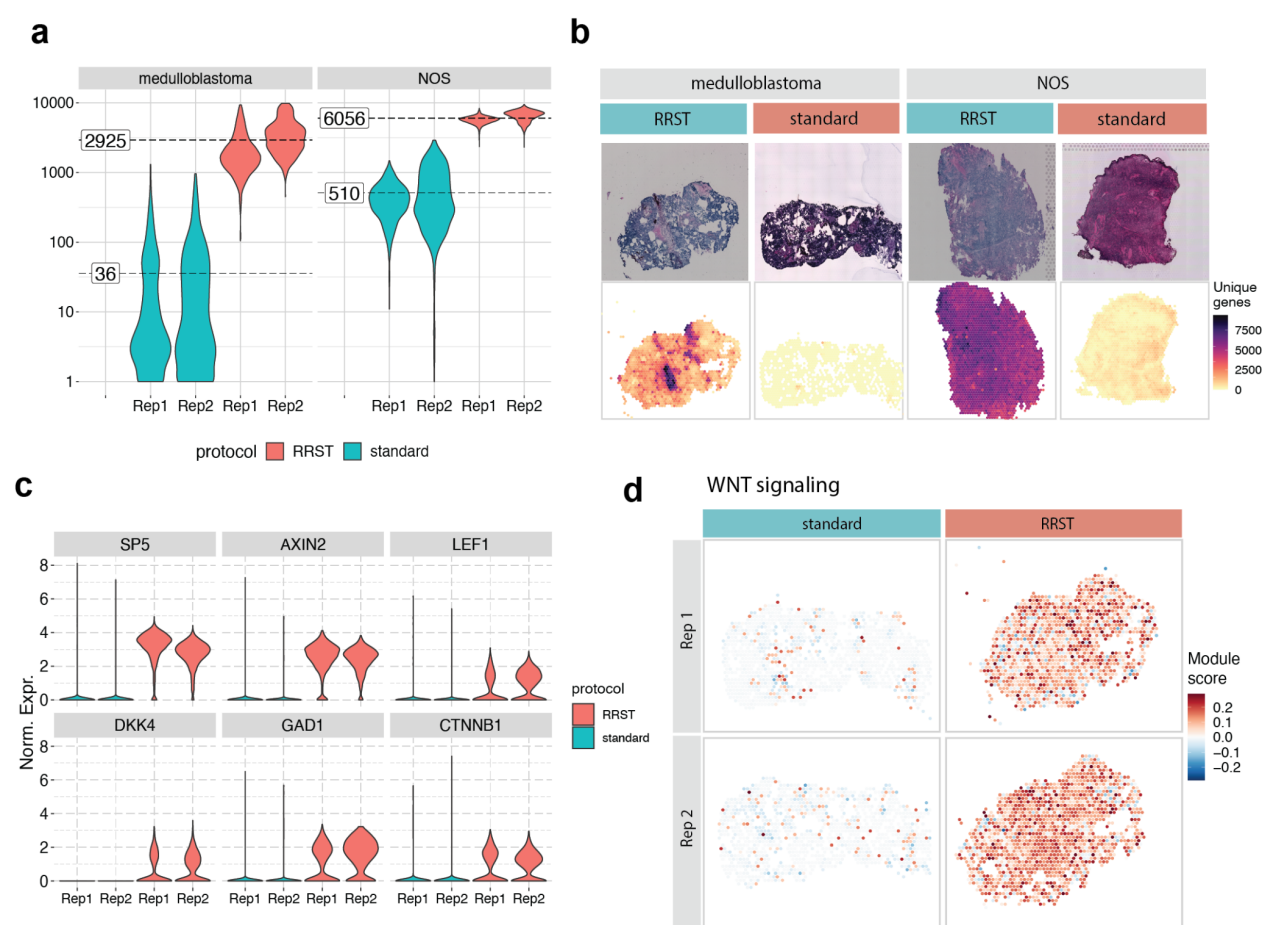 a
medulloblastoma NOS
10000
1000
100
10
1
2925
36
6056
510
Rep1 Rep2 Rep1 Rep2 Rep1 Rep2 Rep1 Rep2
protocol RRST standard
b
medulloblastoma NOS
RRST standard RRST standard
Unique
genes
7500
5000
2500
0
c
Norm. Expr.
SP5 AXIN2 LEF1
8
6
4
2
0
DKK4 GAD1 CTNNB1
8
6
4
2
0
Rep1 Rep2 Rep1 Rep2 Rep1 Rep2 Rep1 Rep2 Rep1 Rep2 Rep1 Rep2
protocol
RRST
standard
d
WNT signaling
standard RRST
Rep 1
Rep 2
Module
score
0.2
0.1
0.0
−0.1
−0.2